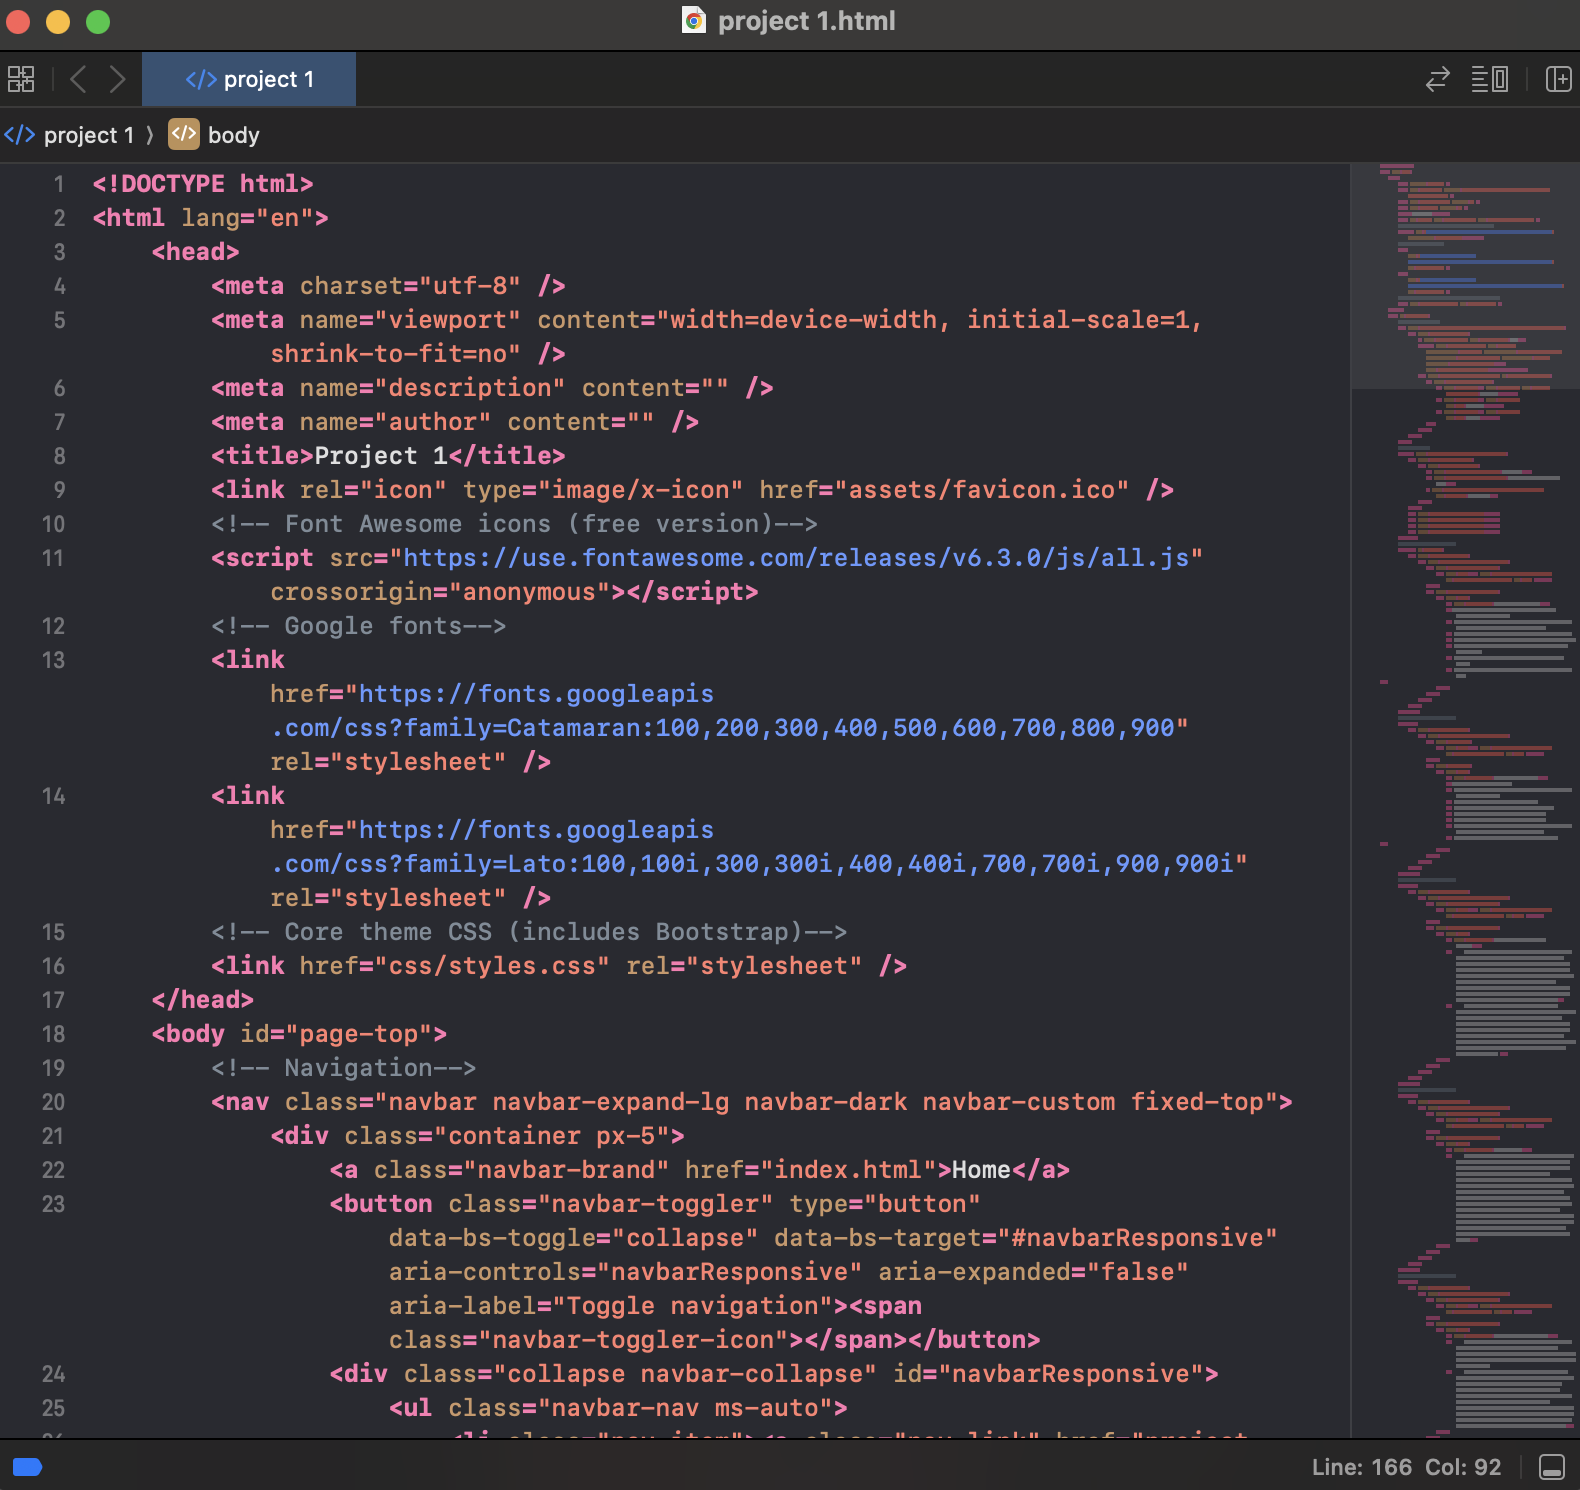 project 1.html
</> project 1
</> project 1 ⟩ </> body
1 <!DOCTYPE html>
2 <html lang="en">
3 <head>
4 <meta charset="utf-8" />
5 <meta name="viewport" content="width=device-width, initial-scale=1,
shrink-to-fit=no" />
6 <meta name="description" content="" />
7 <meta name="author" content="" />
8 <title>Project 1</title>
9 <link rel="icon" type="image/x-icon" href="assets/favicon.ico" />
10 <!-- Font Awesome icons (free version)-->
11 <script src="https://use.fontawesome.com/releases/v6.3.0/js/all.js"
crossorigin="anonymous"></script>
12 <!-- Google fonts-->
13 <link
href="https://fonts.googleapis
.com/css?family=Catamaran:100,200,300,400,500,600,700,800,900"
rel="stylesheet" />
14 <link
href="https://fonts.googleapis
.com/css?family=Lato:100,100i,300,300i,400,400i,700,700i,900,900i"
rel="stylesheet" />
15 <!-- Core theme CSS (includes Bootstrap)-->
16 <link href="css/styles.css" rel="stylesheet" />
17 </head>
18 <body id="page-top">
19 <!-- Navigation-->
20 <nav class="navbar navbar-expand-lg navbar-dark navbar-custom fixed-top">
21 <div class="container px-5">
22 <a class="navbar-brand" href="index.html">Home</a>
23 <button class="navbar-toggler" type="button"
data-bs-toggle="collapse" data-bs-target="#navbarResponsive"
aria-controls="navbarResponsive" aria-expanded="false"
aria-label="Toggle navigation"><span
class="navbar-toggler-icon"></span></button>
24 <div class="collapse navbar-collapse" id="navbarResponsive">
25 <ul class="navbar-nav ms-auto">
26 <li class="nav-item"><a class="nav-link" href="project
Line: 166 Col: 92